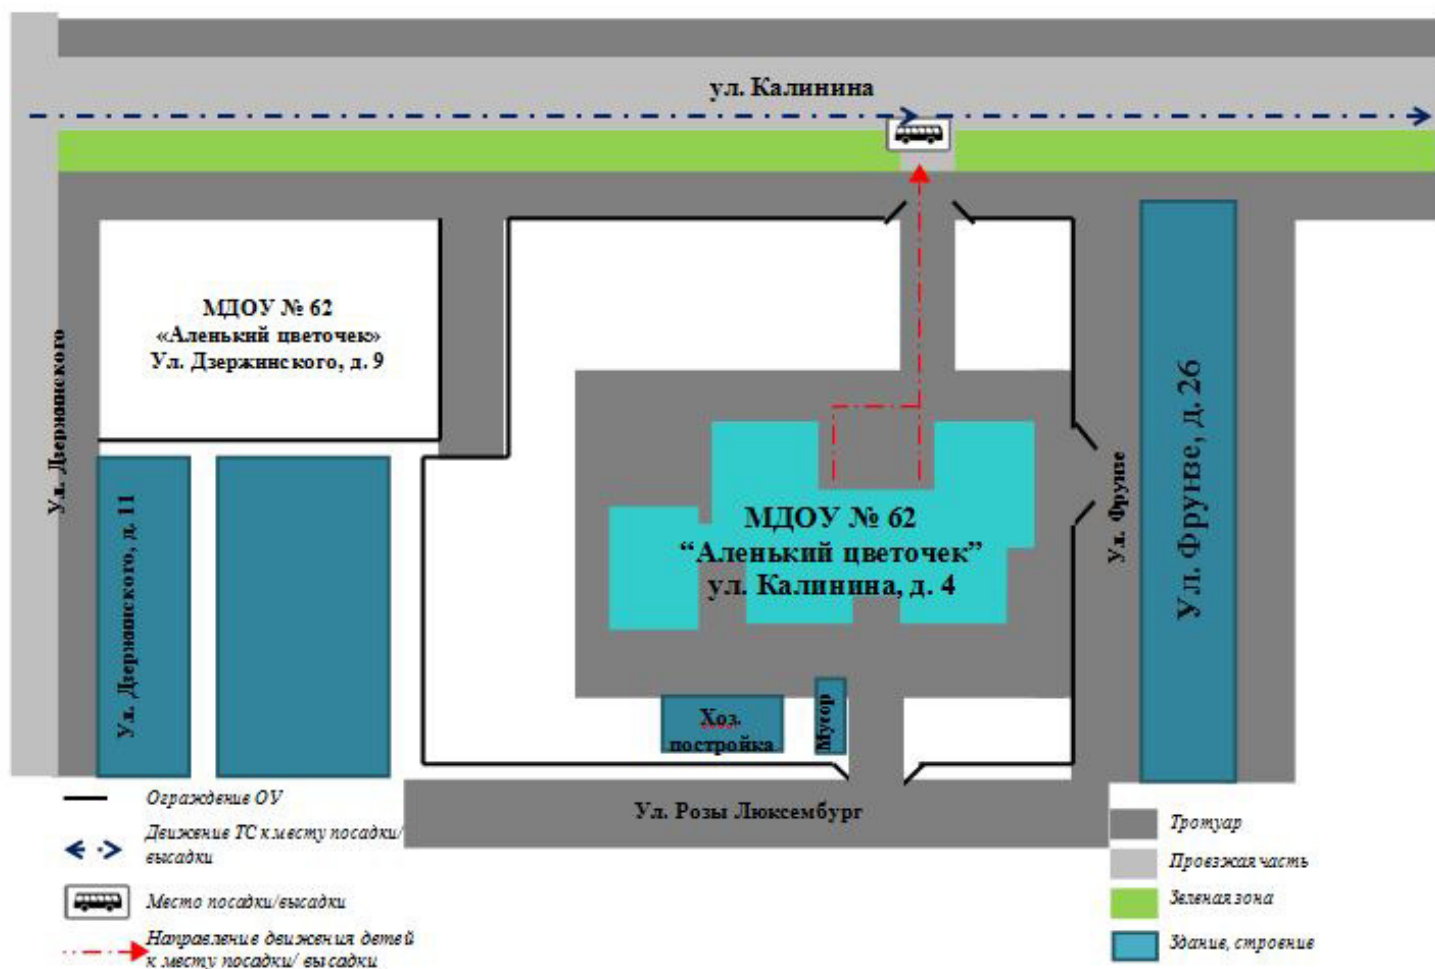 ул. Калинина
МДОУ № 62
«Аленький цветочек»
Ул. Дзержинского, д. 9
Ул. Дзержинского
Ул. Дзержинского, д. 11
МДОУ № 62
“Аленький цветочек”
ул. Калинина, д. 4
Ул. Фрунзе
Ул. Фрунзе, д. 26
Хоз.
постройка
Мусор
Ул. Розы Люксембург
Ограждение ОУ
Движение ТС к месту посадки/
высадки
Место посадки/высадки
Направление движения детей
к месту посадки/ высадки
Тротуар
Проезжая часть
Зеленая зона
Здание, строение